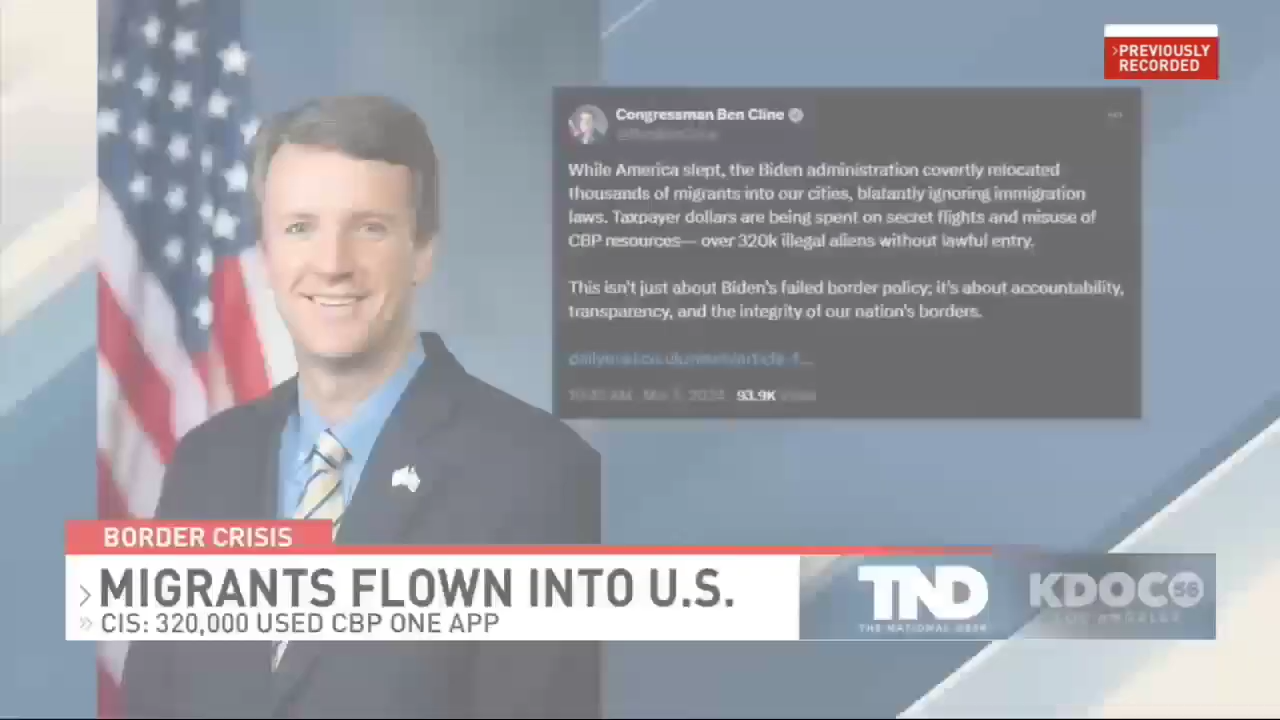 >PREVIOUSLY
RECORDED
Congressman Ben Cline
While America slept, the Biden administration covertly relocated
thousands of migrants into our cities, blatantly ignoring immigration
laws. Taxpayer dollars are being spent on secret flights and misuse of
CBP resources— over 320k illegal aliens without lawful entry.
This isn't just about Biden's failed border policy; it's about accountability,
transparency, and the integrity of our nation's borders.
93.9K
BORDER CRISIS
> MIGRANTS FLOWN INTO U.S.
» CIS: 320,000 USED CBP ONE APP
TND
THE NATIONAL DESK
KDOC 56
LOS ANGELES